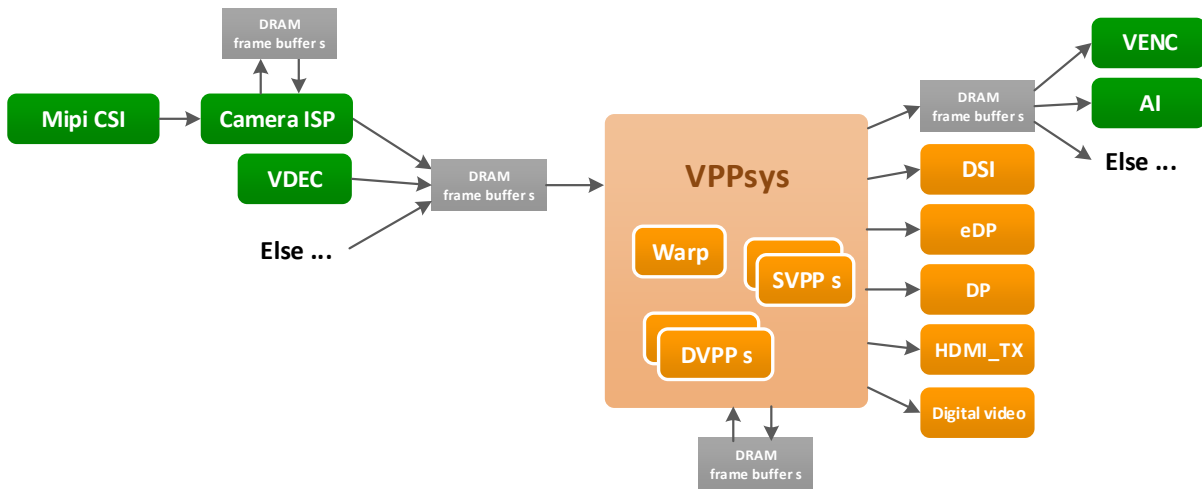 DRAM
frame buffer s
Mipi CSI
Camera ISP
VDEC
Else ...
DRAM
frame buffer s
VPPsys
Warp
SVPP s
DVPP s
DRAM
frame buffer s
DRAM
frame buffer s
VENC
AI
Else ...
DSI
eDP
DP
HDMI_TX
Digital video